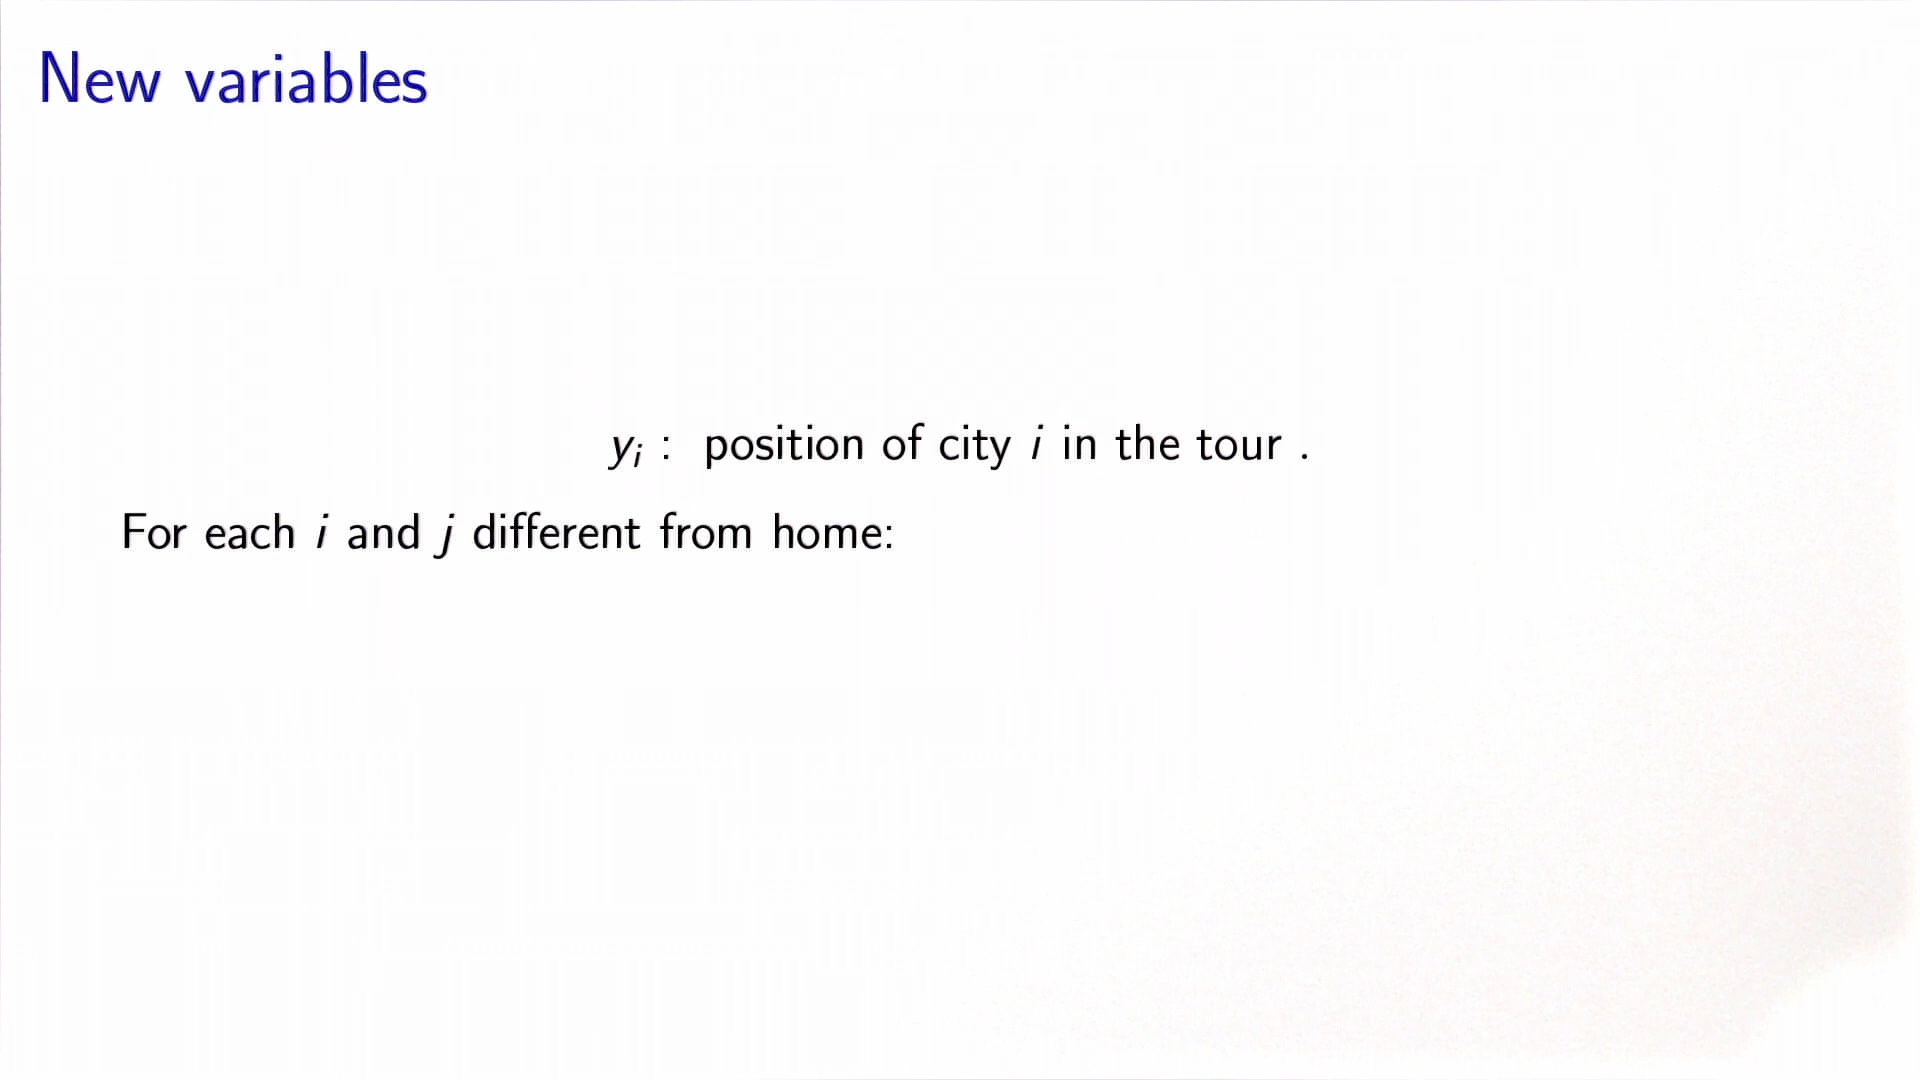 New variables
yᵢ : position of city i in the tour .
For each i and j different from home: